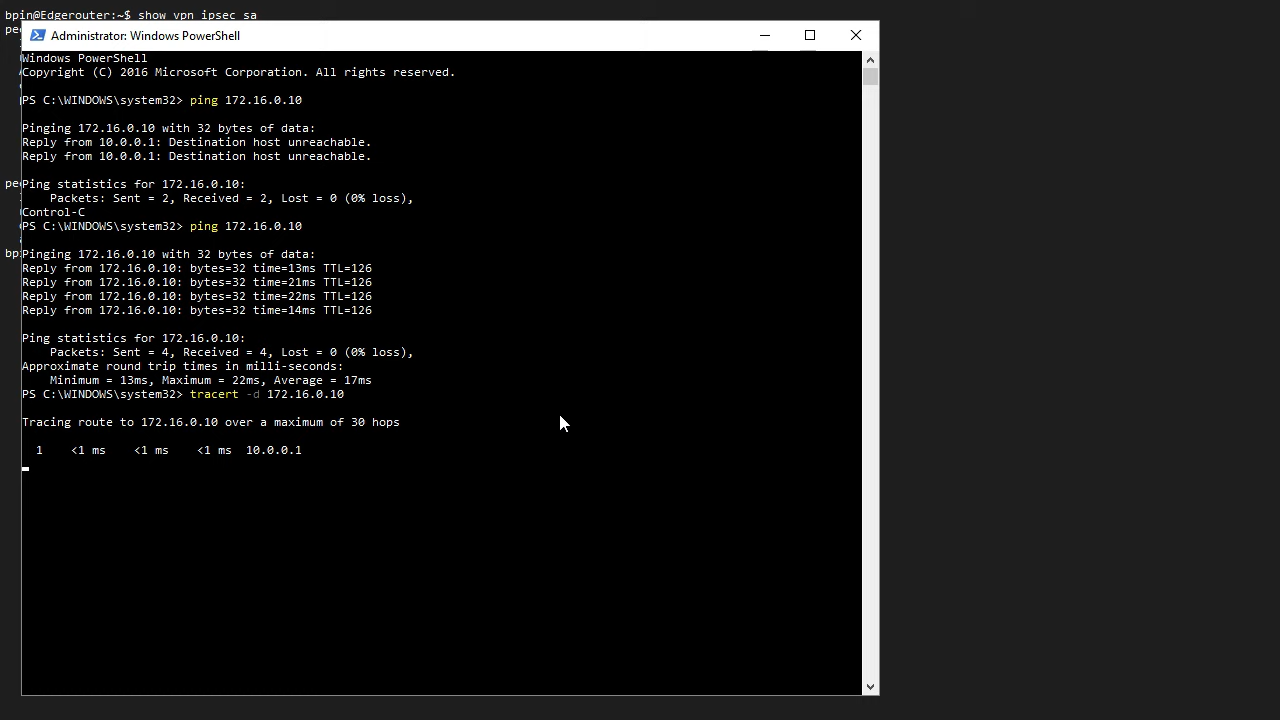 bpin@Edgerouter:~$ show vpn ipsec sa
Administrator: Windows PowerShell
Windows PowerShell
Copyright (C) 2016 Microsoft Corporation. All rights reserved.
PS C:\WINDOWS\system32> ping 172.16.0.10
Pinging 172.16.0.10 with 32 bytes of data:
Reply from 10.0.0.1: Destination host unreachable.
Reply from 10.0.0.1: Destination host unreachable.
Ping statistics for 172.16.0.10:
Packets: Sent = 2, Received = 2, Lost = 0 (0% loss),
Control-C
PS C:\WINDOWS\system32> ping 172.16.0.10
Pinging 172.16.0.10 with 32 bytes of data:
Reply from 172.16.0.10: bytes=32 time=13ms TTL=126
Reply from 172.16.0.10: bytes=32 time=21ms TTL=126
Reply from 172.16.0.10: bytes=32 time=22ms TTL=126
Reply from 172.16.0.10: bytes=32 time=14ms TTL=126
Ping statistics for 172.16.0.10:
Packets: Sent = 4, Received = 4, Lost = 0 (0% loss),
Approximate round trip times in milli-seconds:
Minimum = 13ms, Maximum = 22ms, Average = 17ms
PS C:\WINDOWS\system32> tracert -d 172.16.0.10
Tracing route to 172.16.0.10 over a maximum of 30 hops
1 <1 ms <1 ms <1 ms 10.0.0.1